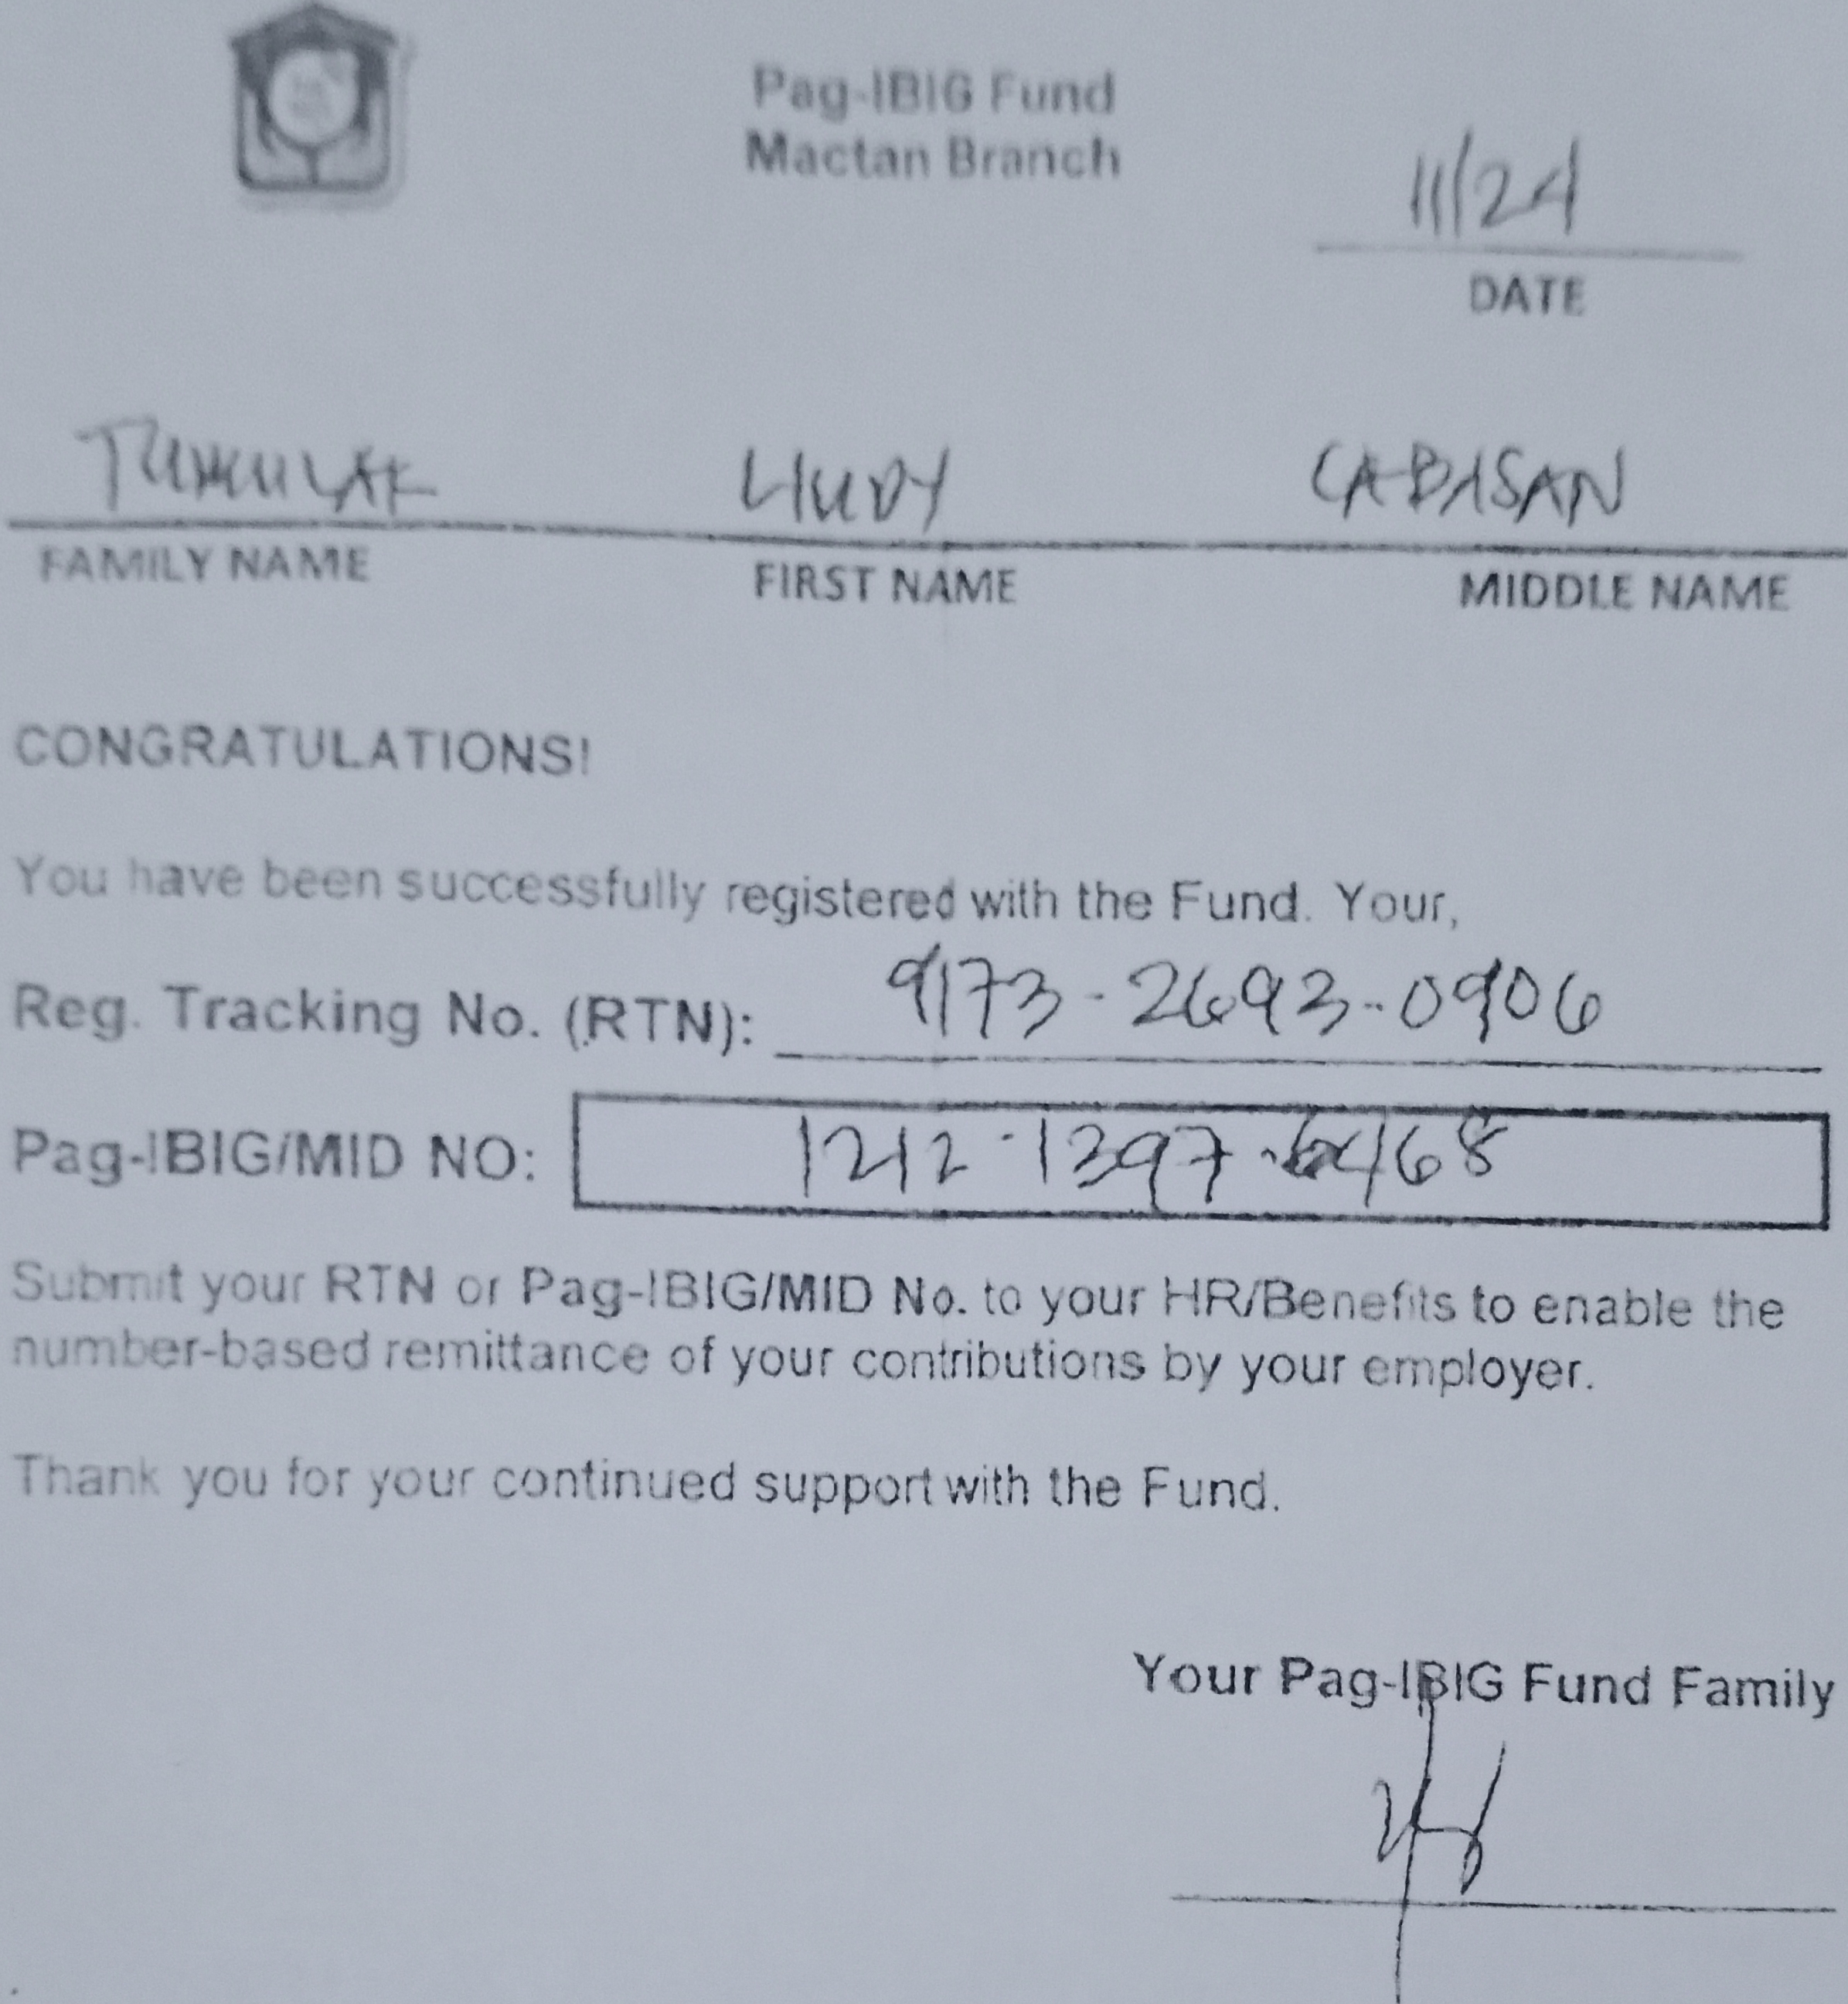 Pag-IBIG Fund
Mactan Branch
11/24
DATE
CABASAN
FAMILY NAME FIRST NAME MIDDLE NAME
CONGRATULATIONS!
You have been successfully registered with the Fund. Your,
Reg. Tracking No. (RTN): 9173-2693-0906
Pag-IBIG/MID NO: 1212-1397-6468
Submit your RTN or Pag-IBIG/MID No. to your HR/Benefits to enable the
number-based remittance of your contributions by your employer.
Thank you for your continued support with the Fund.
Your Pag-IBIG Fund Family